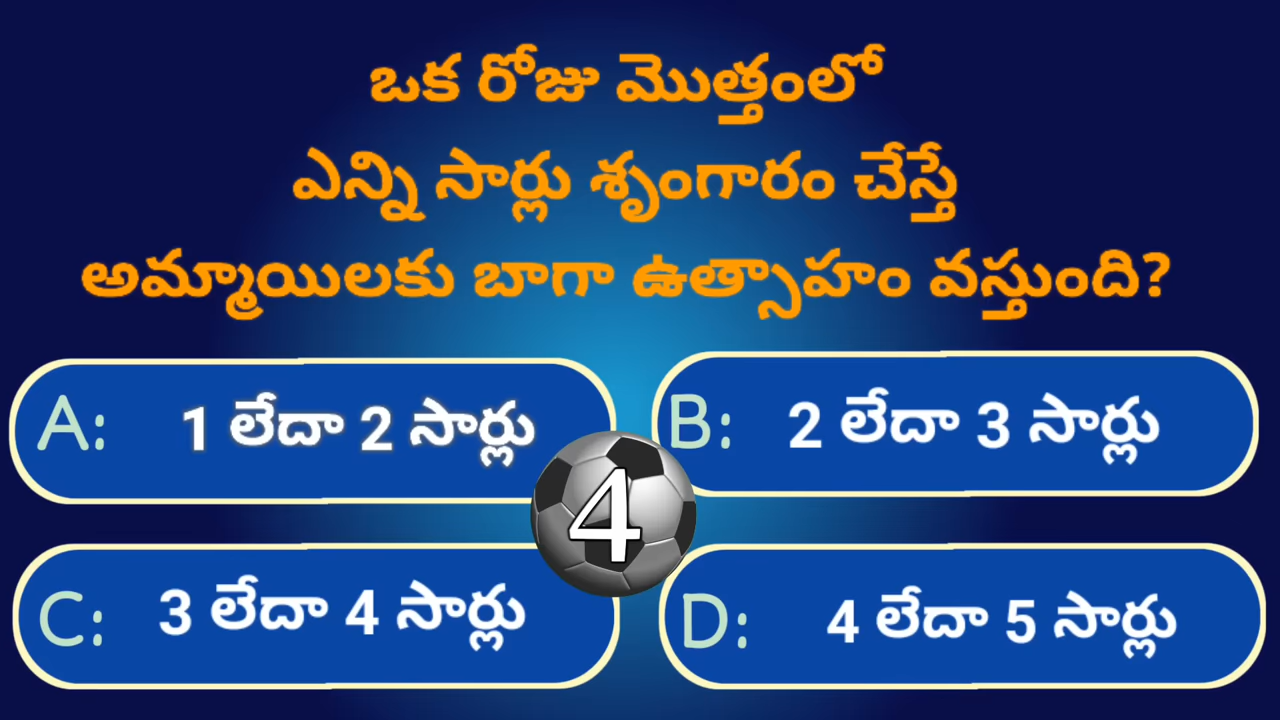 ఒక రోజు మొత్తంలో
ఎన్ని సార్లు శృంగారం చేస్తే
అమ్మాయిలకు బాగా ఉత్సాహం వస్తుంది?
A: 1 లేదా 2 సార్లు
B: 2 లేదా 3 సార్లు
4
C: 3 లేదా 4 సార్లు
D: 4 లేదా 5 సార్లు